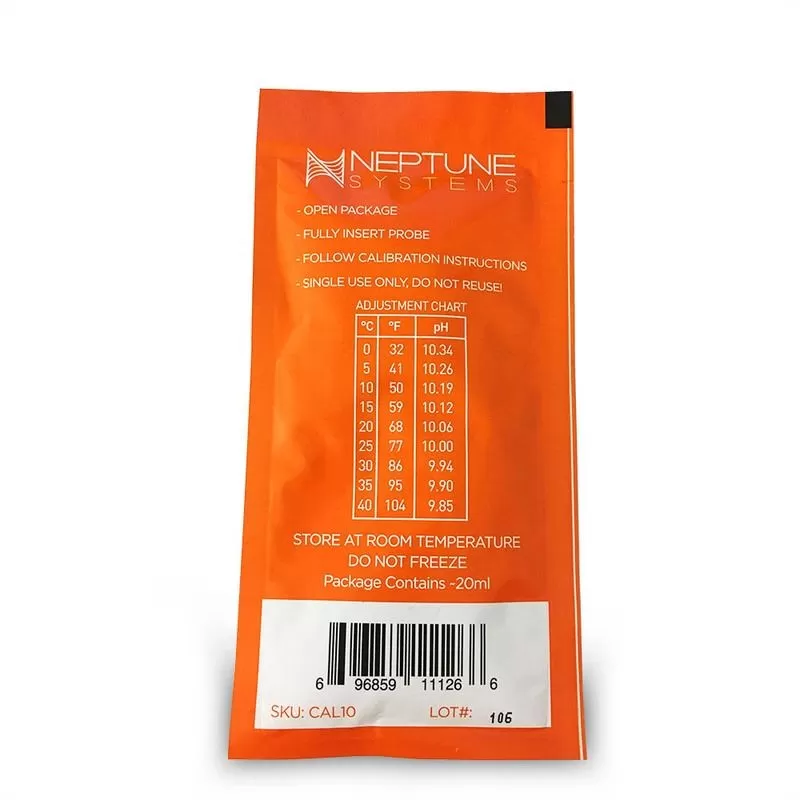 NEPTUNE
SYSTEMS
- OPEN PACKAGE
- FULLY INSERT PROBE
- FOLLOW CALIBRATION INSTRUCTIONS
- SINGLE USE ONLY, DO NOT REUSE!
ADJUSTMENT CHART
°C °F pH
0 32 10.34
5 41 10.26
10 50 10.19
15 59 10.12
20 68 10.06
25 77 10.00
30 86 9.94
35 95 9.90
40 104 9.85
STORE AT ROOM TEMPERATURE
DO NOT FREEZE
Package Contains ~20ml
6 96859 11126 6
SKU: CAL10 LOT#: 106